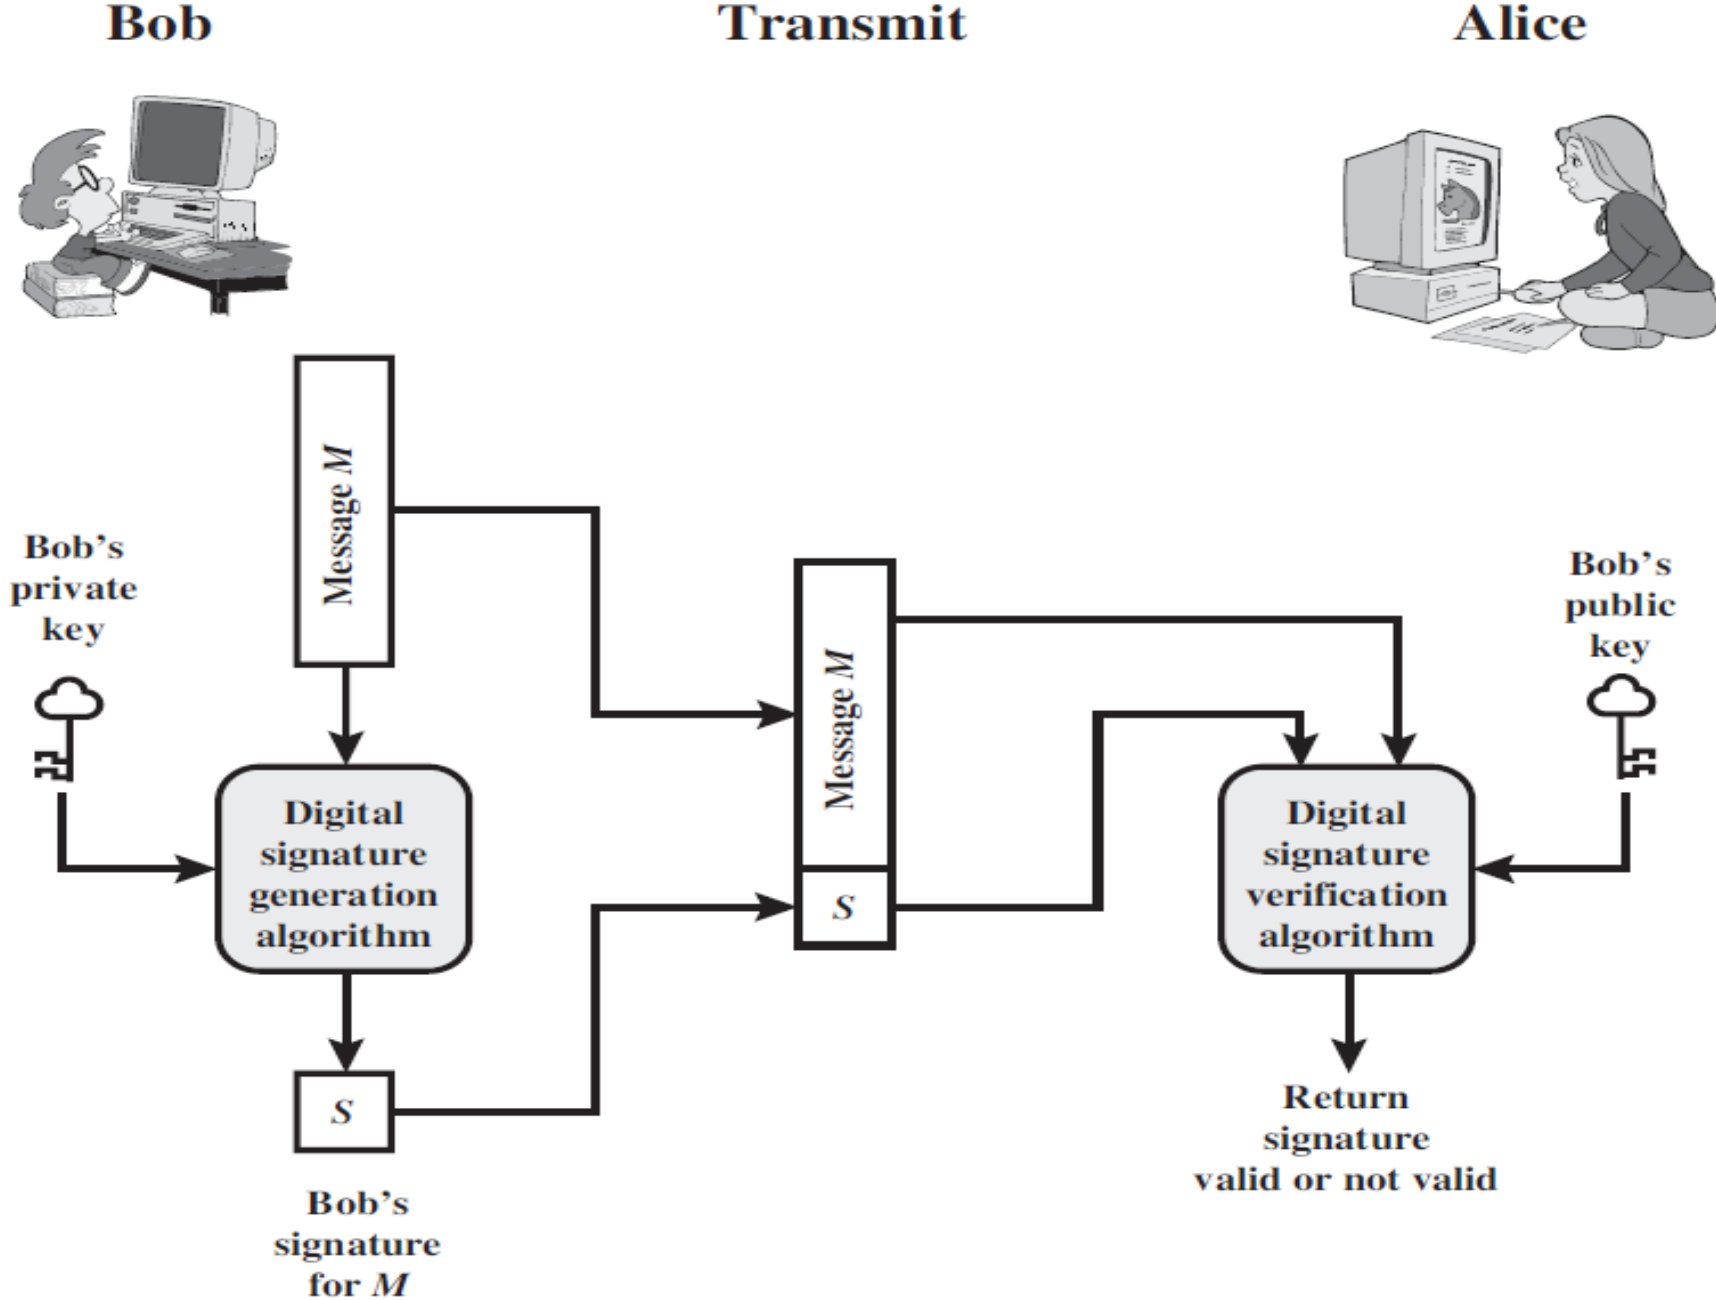 Bob
Transmit
Alice
Message M
Bob's
private
key
Digital
signature
generation
algorithm
S
Bob's
signature
for M
Message M
S
Bob's
public
key
Digital
signature
verification
algorithm
Return
signature
valid or not valid